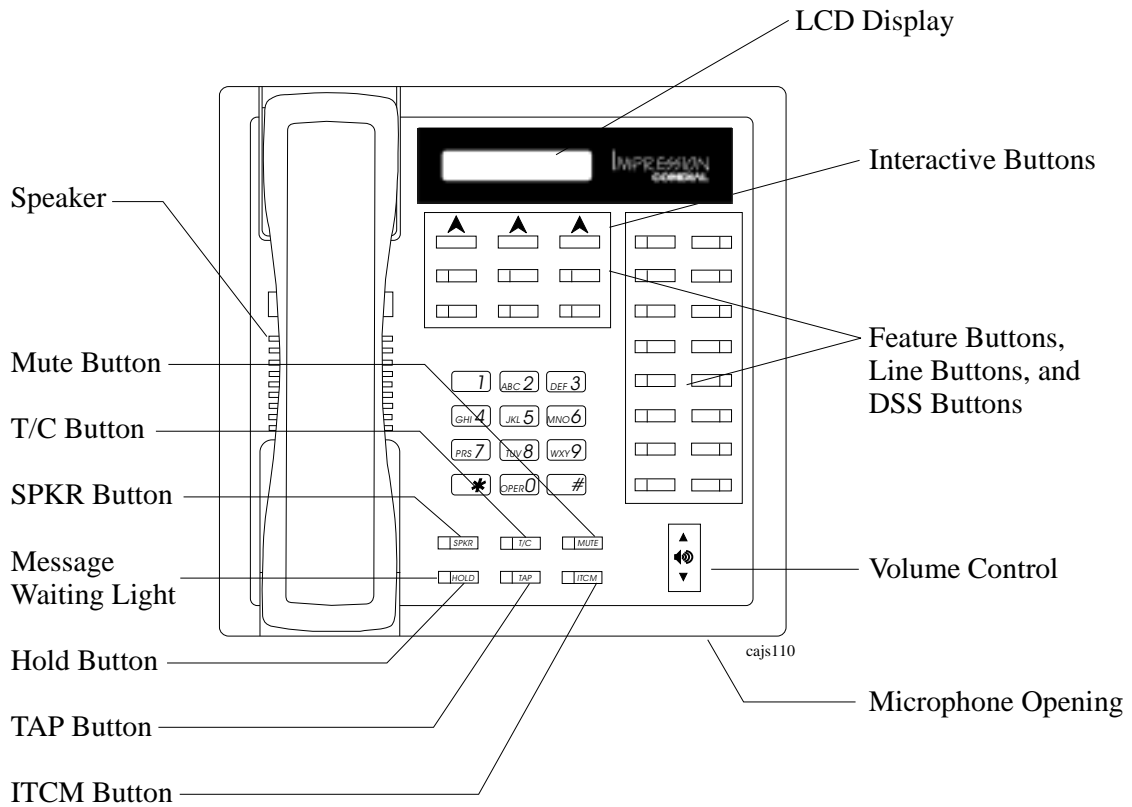 LCD Display
IMPRESSION
COMDIAL
Interactive Buttons
Speaker
Feature Buttons,
Line Buttons, and
DSS Buttons
Mute Button
T/C Button
SPKR Button
Message
Waiting Light
Hold Button
TAP Button
ITCM Button
1
ABC 2
DEF 3
GHI 4
JKL 5
MNO 6
PRS 7
TUV 8
WXY 9
*
OPER 0
#
SPKR
T/C
MUTE
HOLD
TAP
ITCM
Volume Control
cajs110
Microphone Opening